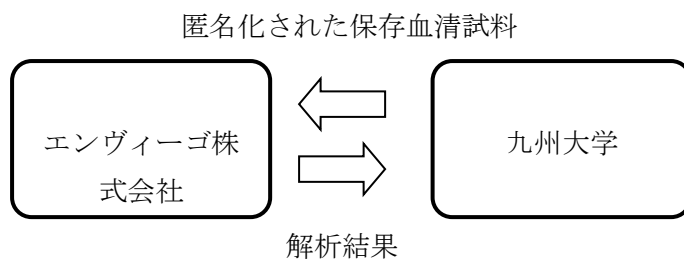 匿名化された保存血清試料
エンヴィーゴ株
式会社
九州大学
解析結果